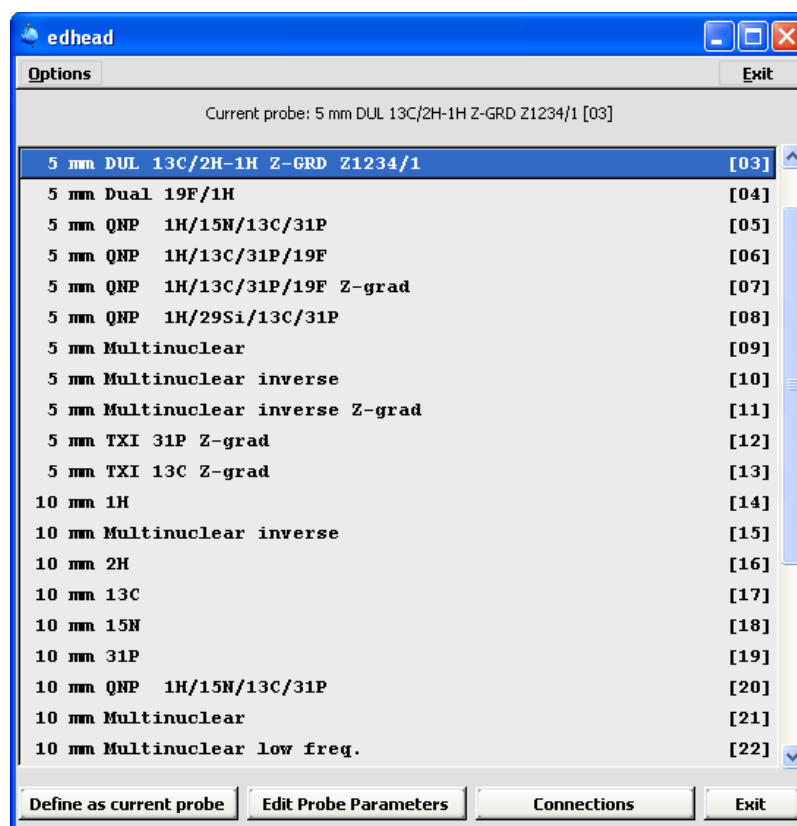 edhead
Options Exit
Current probe: 5 mm DUL 13C/2H-1H Z-GRD Z1234/1 [03]
5 mm DUL 13C/2H-1H Z-GRD Z1234/1 [03]
5 mm Dual 19F/1H [04]
5 mm QNP 1H/15N/13C/31P [05]
5 mm QNP 1H/13C/31P/19F [06]
5 mm QNP 1H/13C/31P/19F Z-grad [07]
5 mm QNP 1H/29Si/13C/31P [08]
5 mm Multinuclear [09]
5 mm Multinuclear inverse [10]
5 mm Multinuclear inverse Z-grad [11]
5 mm TXI 31P Z-grad [12]
5 mm TXI 13C Z-grad [13]
10 mm 1H [14]
10 mm Multinuclear inverse [15]
10 mm 2H [16]
10 mm 13C [17]
10 mm 15N [18]
10 mm 31P [19]
10 mm QNP 1H/15N/13C/31P [20]
10 mm Multinuclear [21]
10 mm Multinuclear low freq. [22]
Define as current probe Edit Probe Parameters Connections Exit